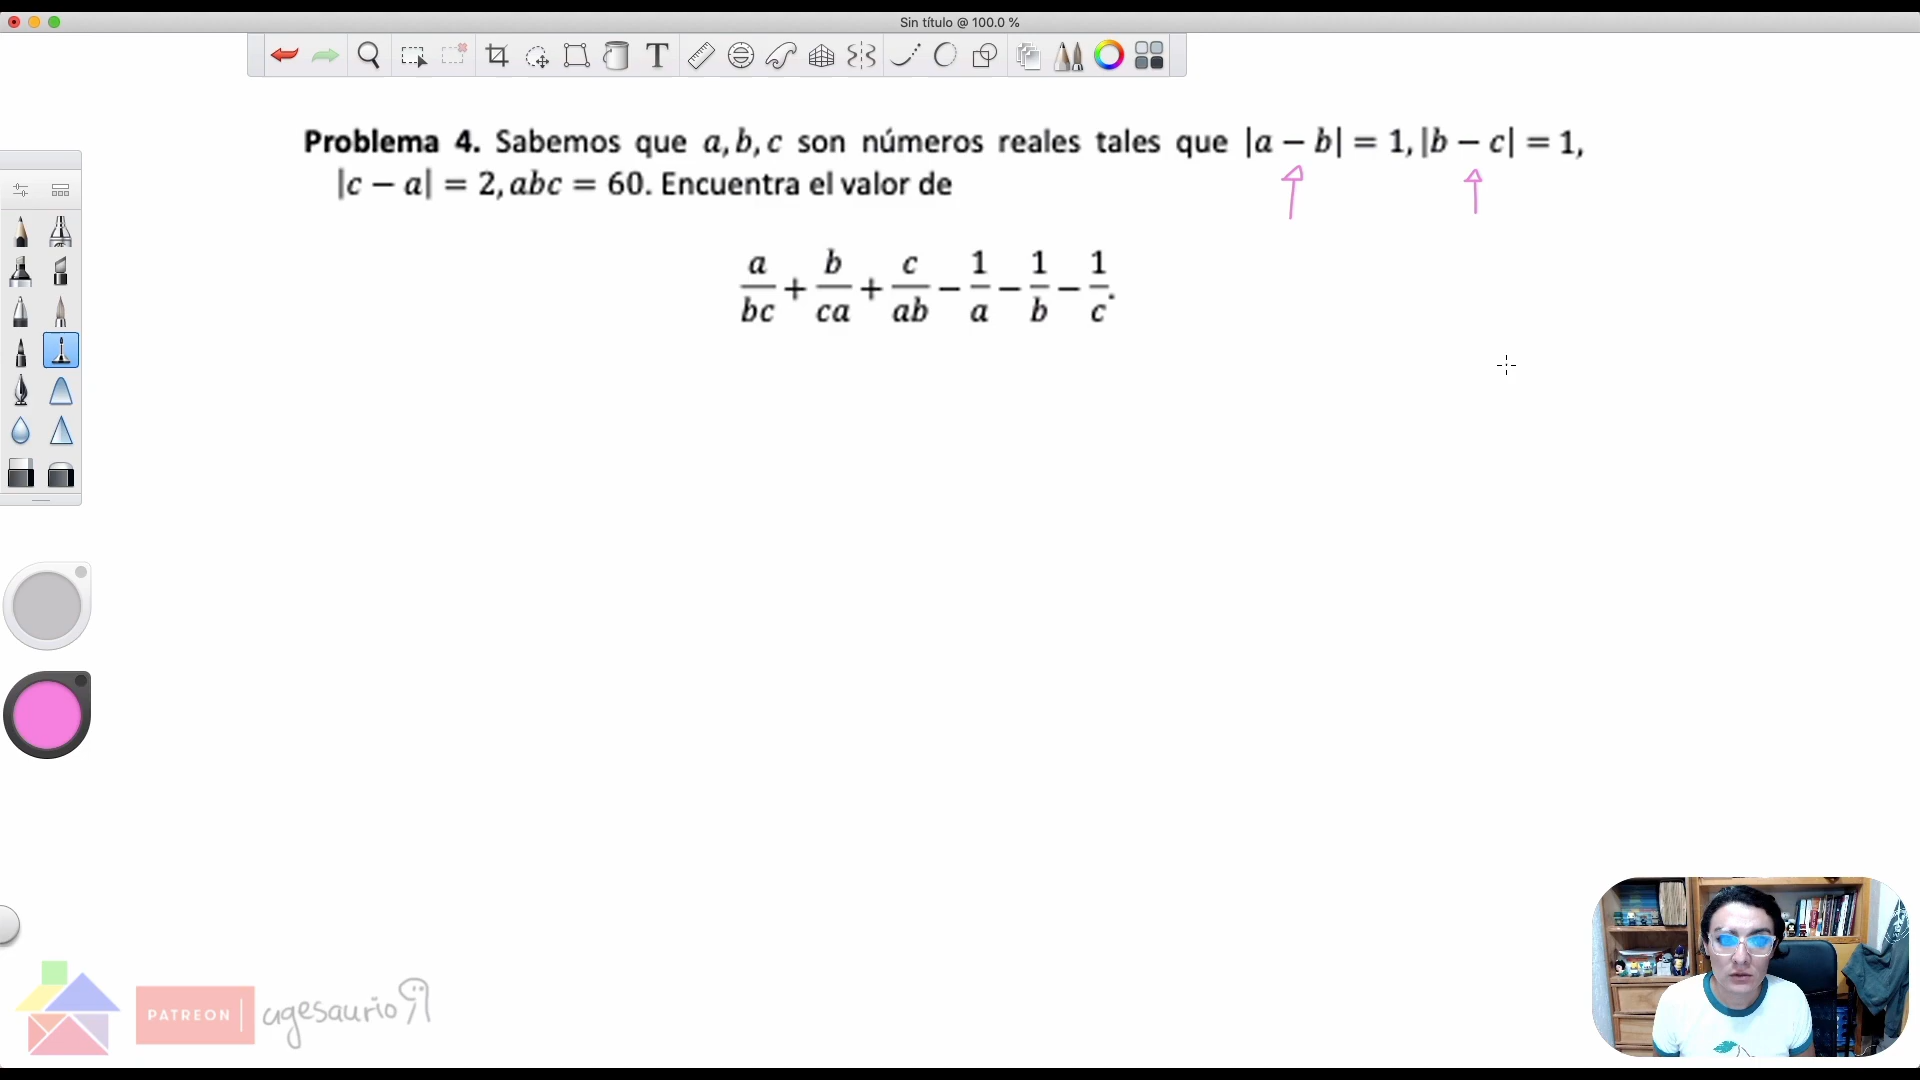 Sin título @ 100.0 %
Problema 4. Sabemos que a, b, c son números reales tales que |a − b| = 1, |b − c| = 1,
|c − a| = 2, abc = 60. Encuentra el valor de
a/bc + b/ca + c/ab − 1/a − 1/b − 1/c.
PATREON | agesaurio